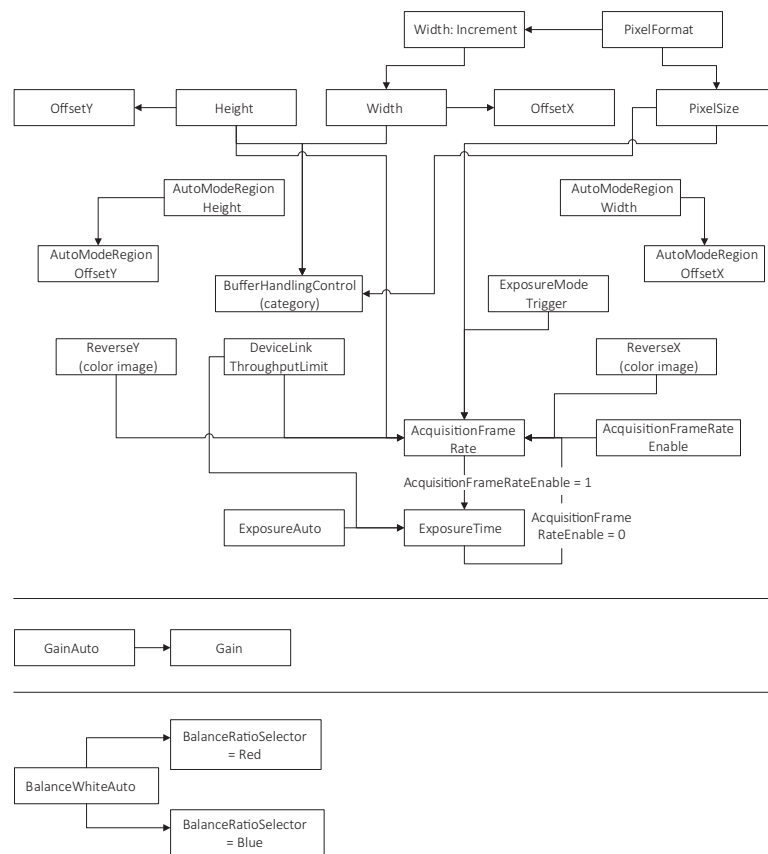 Width: Increment
PixelFormat
OffsetY
Height
Width
OffsetX
PixelSize
AutoModeRegion
Height
AutoModeRegion
Width
AutoModeRegion
OffsetY
AutoModeRegion
OffsetX
BufferHandlingControl
(category)
ExposureMode
Trigger
ReverseY
(color image)
DeviceLink
ThroughputLimit
ReverseX
(color image)
AcquisitionFrame
Rate
AcquisitionFrameRate
Enable
AcquisitionFrameRateEnable = 1
ExposureAuto
ExposureTime
AcquisitionFrame
RateEnable = 0
GainAuto
Gain
BalanceRatioSelector
= Red
BalanceWhiteAuto
BalanceRatioSelector
= Blue